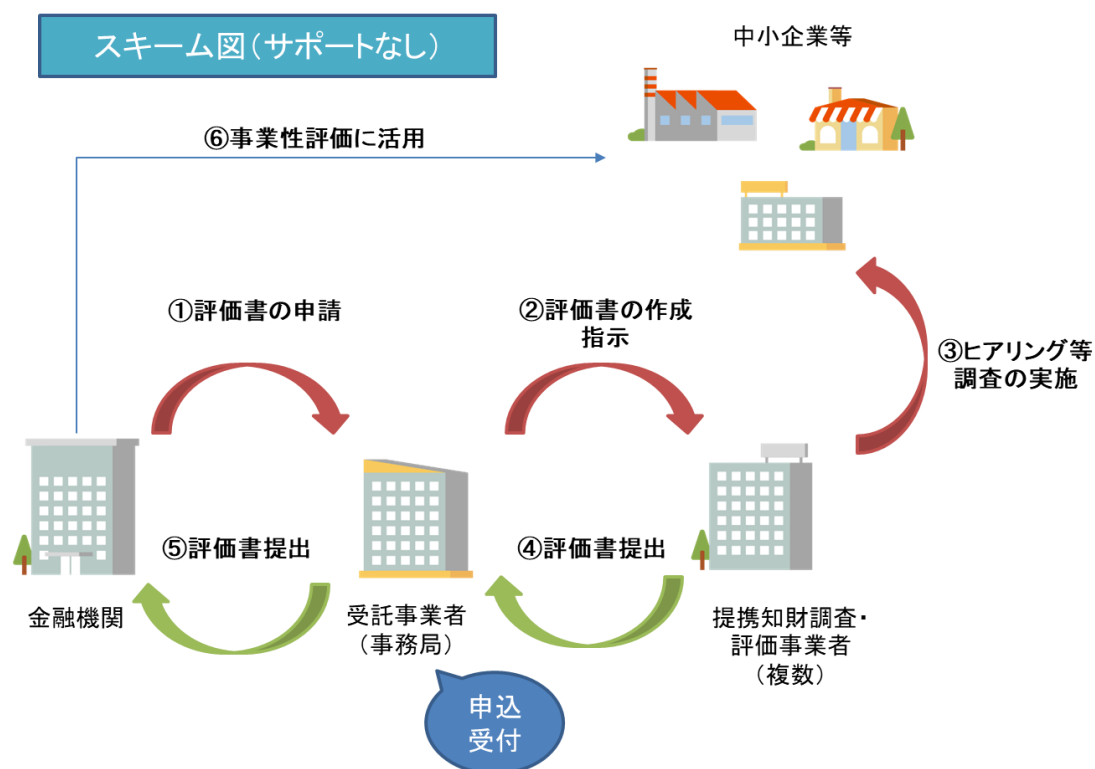 スキーム図(サポートなし)
中小企業等
⑥事業性評価に活用
①評価書の申請
②評価書の作成
指示
③ヒアリング等
調査の実施
⑤評価書提出
④評価書提出
金融機関
受託事業者
(事務局)
提携知財調査・
評価事業者
(複数)
申込
受付